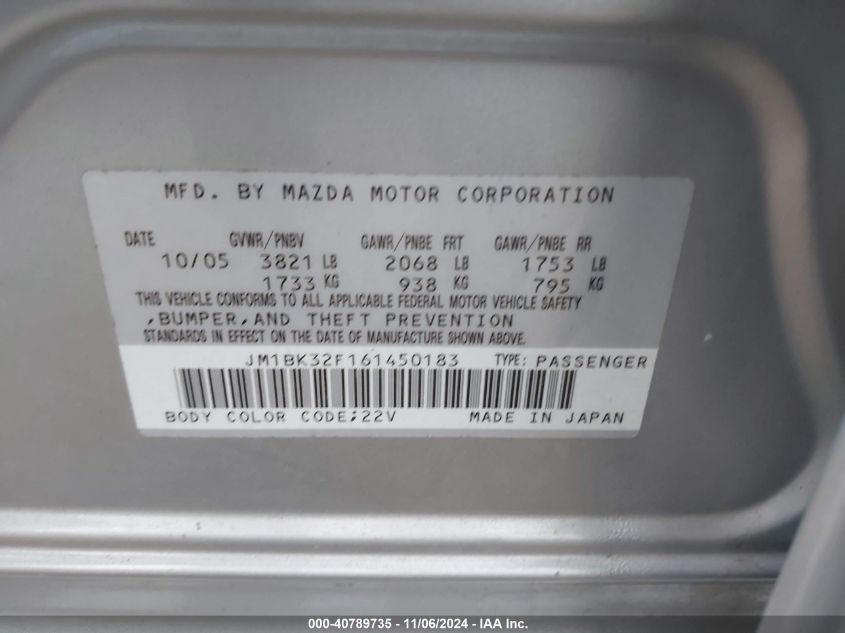 MFD. BY MAZDA MOTOR CORPORATION
DATE GVWR/PNBV GAWR/PNBE FRT GAWR/PNBE RR
10/05 3821 LB 2068 LB 1753 LB
1733 KG 938 KG 795 KG
THIS VEHICLE CONFORMS TO ALL APPLICABLE FEDERAL MOTOR VEHICLE SAFETY
,BUMPER,AND THEFT PREVENTION
STANDARDS IN EFFECT ON THE DATE OF MANUFACTURE SHOWN ABOVE.
JM1BK32F161450183 TYPE: PASSENGER
BODY COLOR CODE;22V MADE IN JAPAN
000-40789735 - 11/06/2024 - IAA Inc.